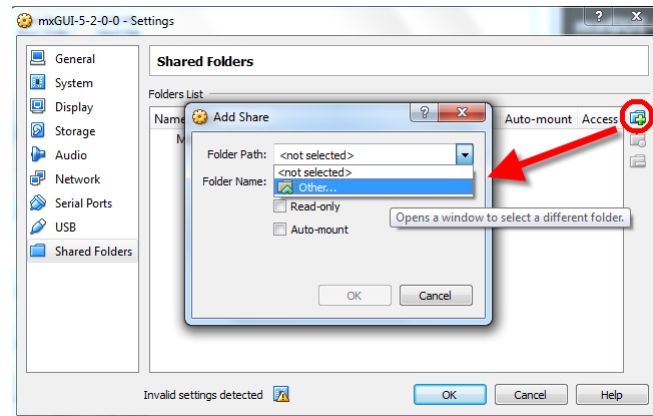 mxGUI-5-2-0-0 - Settings
General
System
Display
Storage
Audio
Network
Serial Ports
USB
Shared Folders
Shared Folders
Folders List
Name
Auto-mount Access
M
Add Share
Folder Path: <not selected>
<not selected>
Other...
Folder Name:
Read-only
Auto-mount
Opens a window to select a different folder.
OK Cancel
Invalid settings detected
OK Cancel Help